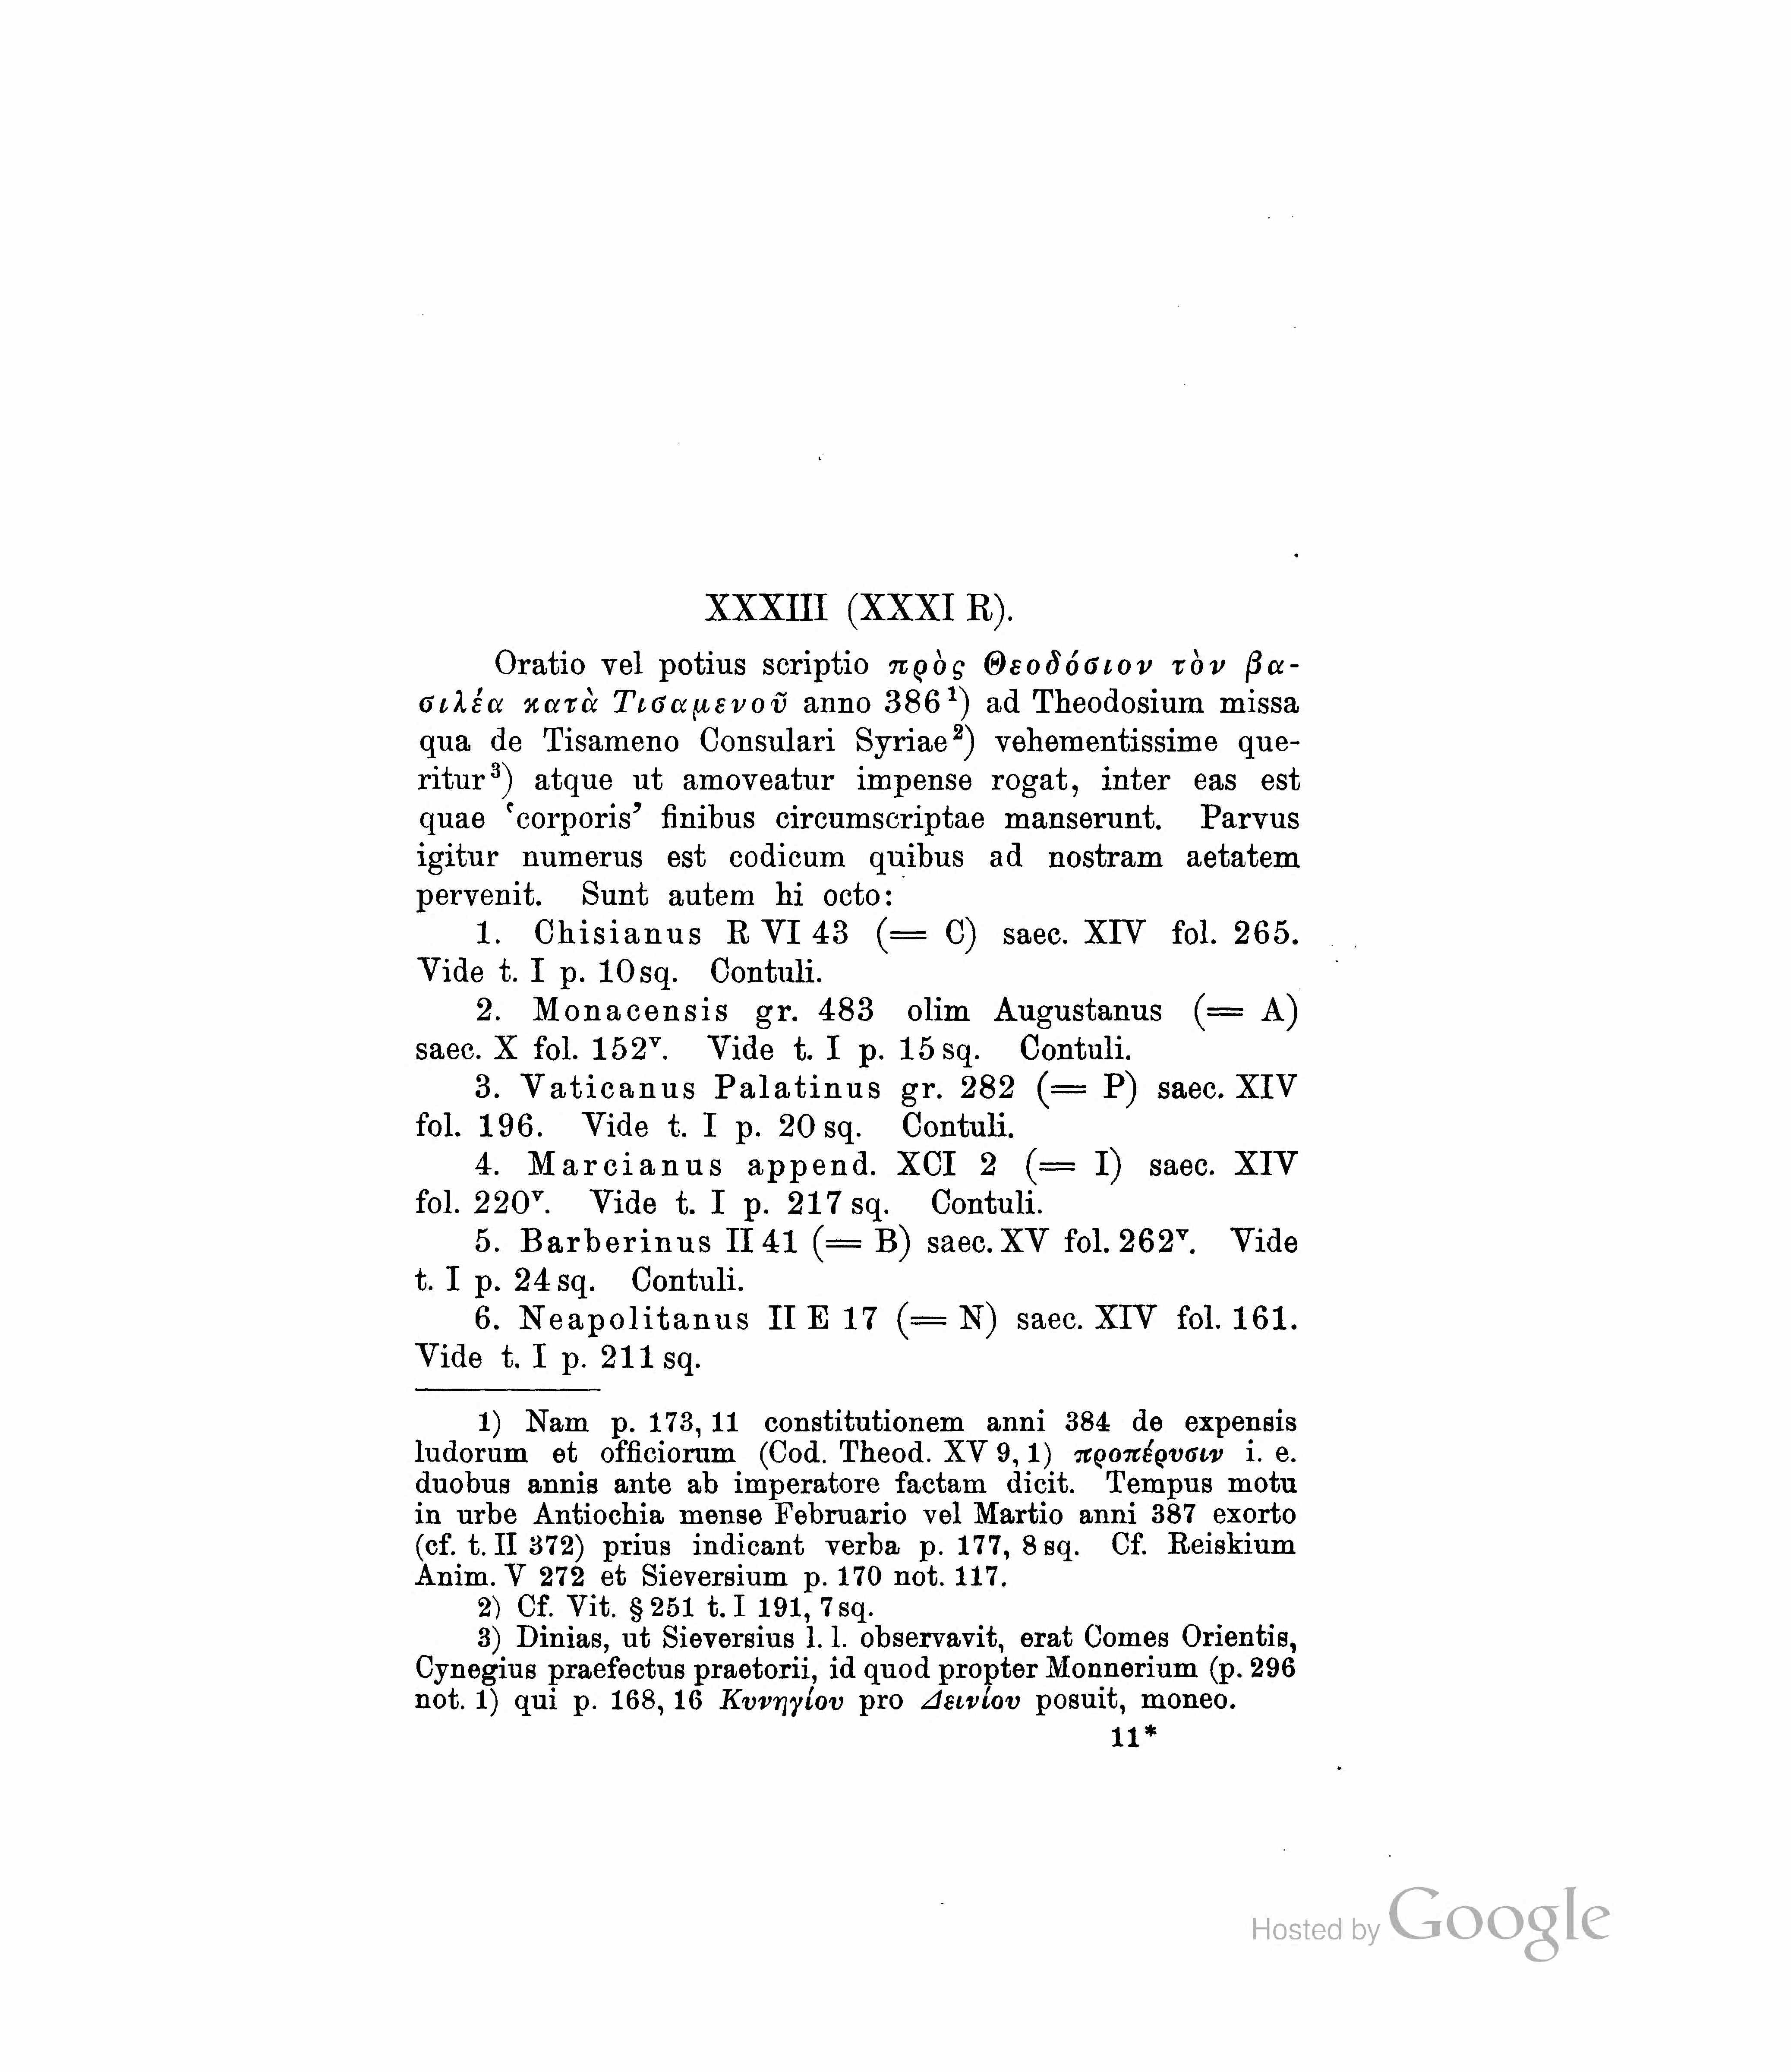 XXXIII (XXXI R).
Oratio vel potius scriptio πρὸς Θεοδόσιον τὸν βα-
σιλέα κατὰ Τισαμενοῦ anno 386¹) ad Theodosium missa
qua de Tisameno Consulari Syriae²) vehementissime que-
ritur³) atque ut amoveatur impense rogat, inter eas est
quae ‘corporis’ finibus circumscriptae manserunt. Parvus
igitur numerus est codicum quibus ad nostram aetatem
pervenit. Sunt autem hi octo:
1. Chisianus R VI 43 (= C) saec. XIV fol. 265.
Vide t. I p. 10 sq. Contuli.
2. Monacensis gr. 483 olim Augustanus (= A)
saec. X fol. 152ᵛ. Vide t. I p. 15 sq. Contuli.
3. Vaticanus Palatinus gr. 282 (= P) saec. XIV
fol. 196. Vide t. I p. 20 sq. Contuli.
4. Marcianus append. XCI 2 (= I) saec. XIV
fol. 220ᵛ. Vide t. I p. 217 sq. Contuli.
5. Barberinus II 41 (= B) saec. XV fol. 262ᵛ. Vide
t. I p. 24 sq. Contuli.
6. Neapolitanus II E 17 (= N) saec. XIV fol. 161.
Vide t. I p. 211 sq.
1) Nam p. 173, 11 constitutionem anni 384 de expensis
ludorum et officiorum (Cod. Theod. XV 9, 1) προπέρυσιν i. e.
duobus annis ante ab imperatore factam dicit. Tempus motu
in urbe Antiochia mense Februario vel Martio anni 387 exorto
(cf. t. II 372) prius indicant verba p. 177, 8 sq. Cf. Reiskium
Anim. V 272 et Sieversium p. 170 not. 117.
2) Cf. Vit. § 251 t. I 191, 7 sq.
3) Dinias, ut Sieversius l. l. observavit, erat Comes Orientis,
Cynegius praefectus praetorii, id quod propter Monnerium (p. 296
not. 1) qui p. 168, 16 Κυνηγίου pro Δεινίου posuit, moneo.
11*
Hosted by Google